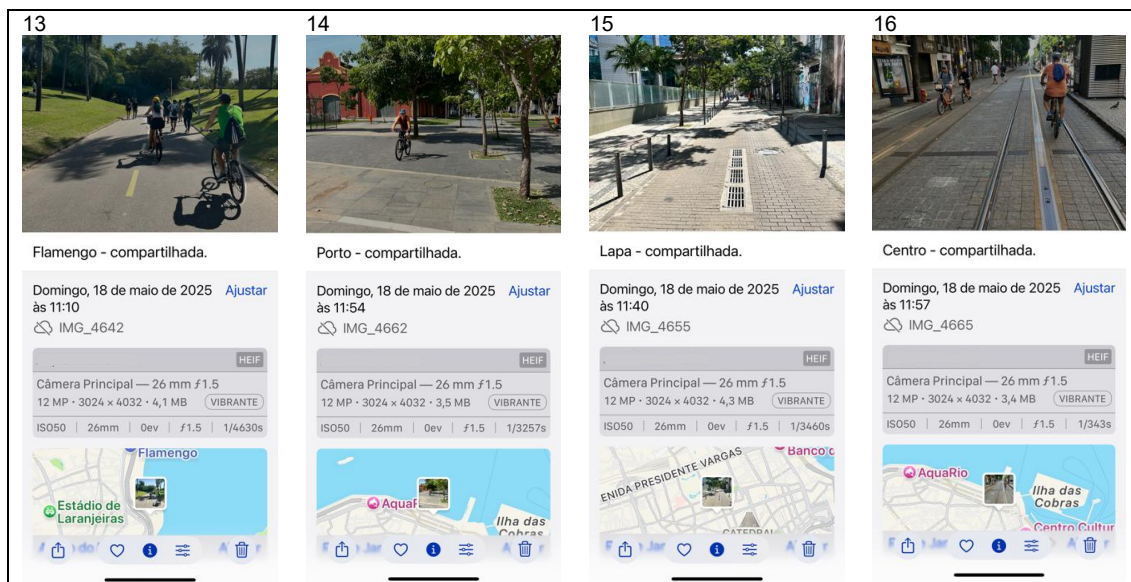 13
Flamengo - compartilhada.
Domingo, 18 de maio de 2025 Ajustar
às 11:10
IMG_4642
HEIF
Câmera Principal — 26 mm ƒ1.5
12 MP • 3024 × 4032 • 4,1 MB VIBRANTE
ISO50 | 26mm | 0ev | ƒ1.5 | 1/4630s
Flamengo
Estádio de
Laranjeiras
14
Porto - compartilhada.
Domingo, 18 de maio de 2025 Ajustar
às 11:54
IMG_4662
HEIF
Câmera Principal — 26 mm ƒ1.5
12 MP • 3024 × 4032 • 3,5 MB VIBRANTE
ISO50 | 26mm | 0ev | ƒ1.5 | 1/3257s
Ilha das
Cobras
15
Lapa - compartilhada.
Domingo, 18 de maio de 2025 Ajustar
às 11:40
IMG_4655
HEIF
Câmera Principal — 26 mm ƒ1.5
12 MP • 3024 × 4032 • 4,3 MB VIBRANTE
ISO50 | 26mm | 0ev | ƒ1.5 | 1/3460s
Banco d
ENIDA PRESIDENTE VARGAS
CATEDRAL
16
Centro - compartilhada.
Domingo, 18 de maio de 2025 Ajustar
às 11:57
IMG_4665
HEIF
Câmera Principal — 26 mm ƒ1.5
12 MP • 3024 × 4032 • 3,4 MB VIBRANTE
ISO50 | 26mm | 0ev | ƒ1.5 | 1/343s
AquaRio
Ilha das
Cobras
Centro Cultur